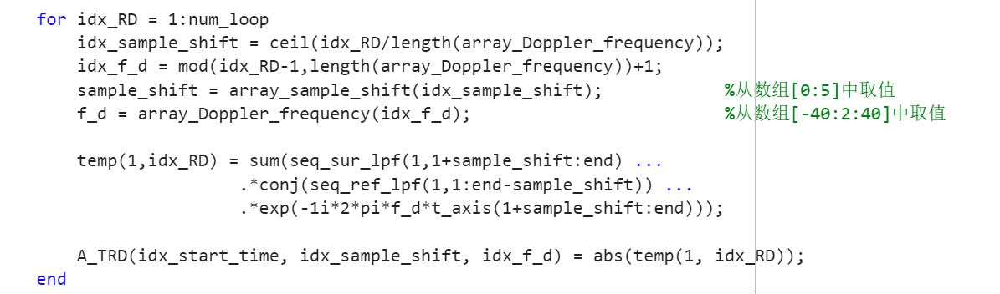 for idx_RD = 1:num_loop
idx_sample_shift = ceil(idx_RD/length(array_Doppler_frequency));
idx_f_d = mod(idx_RD-1,length(array_Doppler_frequency))+1;
sample_shift = array_sample_shift(idx_sample_shift); %从数组[0:5]中取值
f_d = array_Doppler_frequency(idx_f_d); %从数组[-40:2:40]中取值
temp(1,idx_RD) = sum(seq_sur_lpf(1,1+sample_shift:end) ...
.*conj(seq_ref_lpf(1,1:end-sample_shift)) ...
.*exp(-1i*2*pi*f_d*t_axis(1+sample_shift:end)));
A_TRD(idx_start_time, idx_sample_shift, idx_f_d) = abs(temp(1, idx_RD));
end